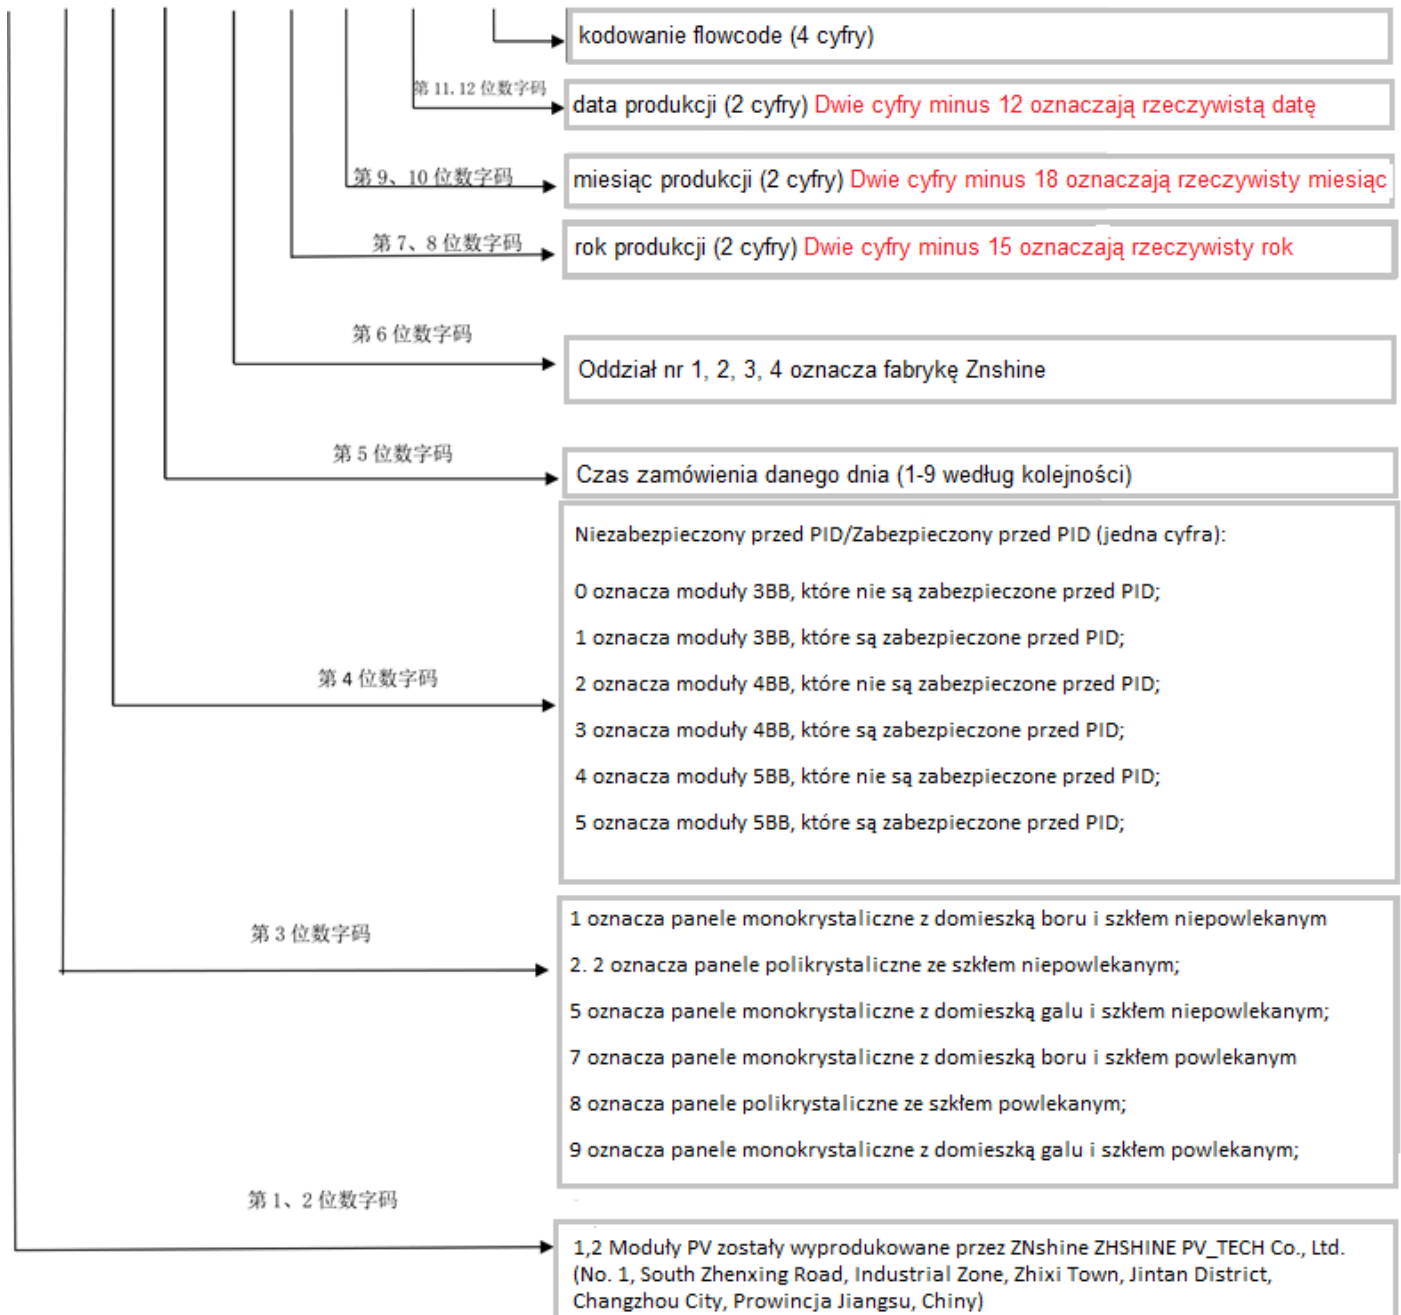 kodowanie flowcode (4 cyfry)
第 11.12 位数字码
data produkcji (2 cyfry) Dwie cyfry minus 12 oznaczają rzeczywistą datę
第 9、10 位数字码
miesiąc produkcji (2 cyfry) Dwie cyfry minus 18 oznaczają rzeczywisty miesiąc
第 7、8 位数字码
rok produkcji (2 cyfry) Dwie cyfry minus 15 oznaczają rzeczywisty rok
第 6 位数字码
Oddział nr 1, 2, 3, 4 oznacza fabrykę Znshine
第 5 位数字码
Czas zamówienia danego dnia (1-9 według kolejności)
Niezabezpieczony przed PID/Zabezpieczony przed PID (jedna cyfra):
0 oznacza moduły 3BB, które nie są zabezpieczone przed PID;
1 oznacza moduły 3BB, które są zabezpieczone przed PID;
第 4 位数字码
2 oznacza moduły 4BB, które nie są zabezpieczone przed PID;
3 oznacza moduły 4BB, które są zabezpieczone przed PID;
4 oznacza moduły 5BB, które nie są zabezpieczone przed PID;
5 oznacza moduły 5BB, które są zabezpieczone przed PID;
第 3 位数字码
1 oznacza panele monokrystaliczne z domieszką boru i szkłem niepowlekanym
2. 2 oznacza panele polikrystaliczne ze szkłem niepowlekanym;
5 oznacza panele monokrystaliczne z domieszką galu i szkłem niepowlekanym;
7 oznacza panele monokrystaliczne z domieszką boru i szkłem powlekanym
8 oznacza panele polikrystaliczne ze szkłem powlekanym;
9 oznacza panele monokrystaliczne z domieszką galu i szkłem powlekanym;
第 1、2 位数字码
1,2 Moduły PV zostały wyprodukowane przez ZNshine ZHSHINE PV_TECH Co., Ltd.
(No. 1, South Zhenxing Road, Industrial Zone, Zhixi Town, Jintan District,
Changzhou City, Prowincja Jiangsu, Chiny)